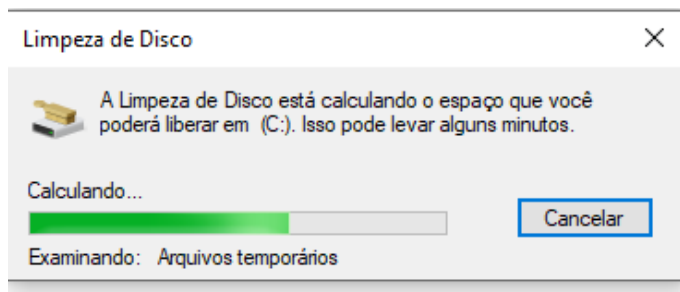 Limpeza de Disco
A Limpeza de Disco está calculando o espaço que você
poderá liberar em  (C:). Isso pode levar alguns minutos.
Calculando...
Cancelar
Examinando:   Arquivos temporários